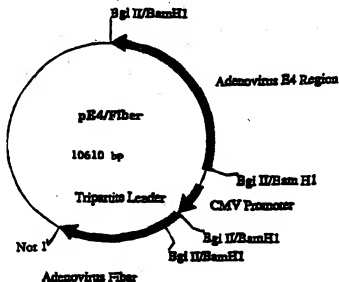 Bgl II/BamH1
Adenovirus E4 Region
pE4/Fiber
10610 bp
Bgl II/Bam H1
Tripartite Leader
CMV Promoter
Bgl II/BamH1
Not 1
Bgl II/BamH1
Adenovirus Fiber